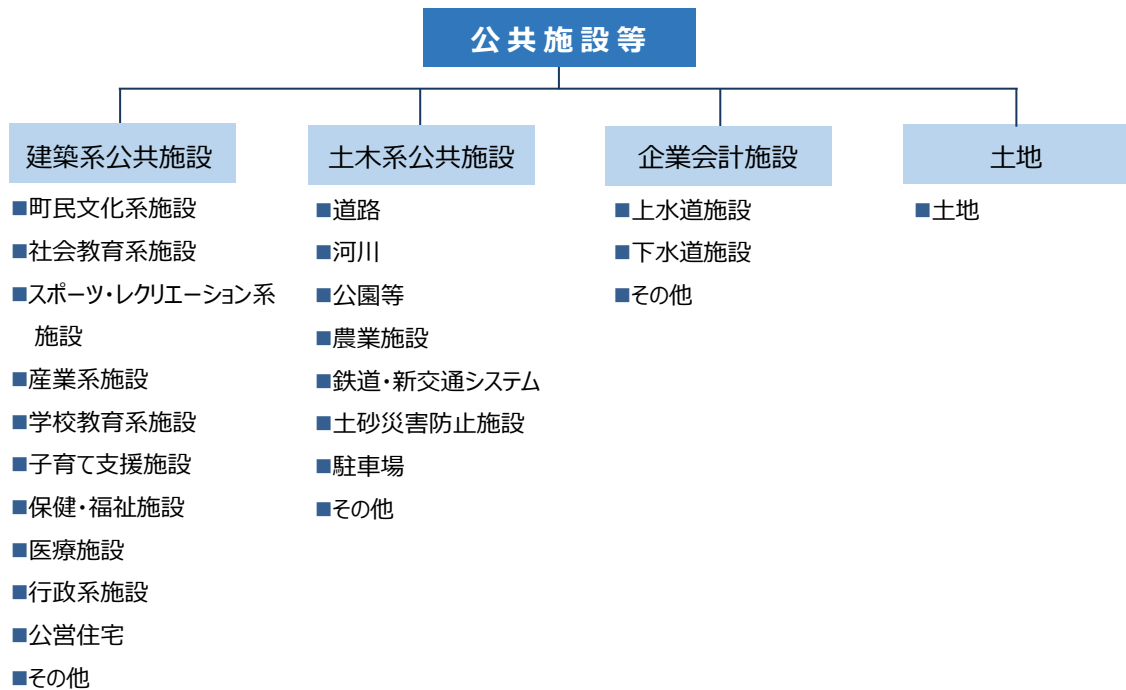 公共施設等
建築系公共施設
■町民文化系施設
■社会教育系施設
■スポーツ・レクリエーション系
施設
■産業系施設
■学校教育系施設
■子育て支援施設
■保健・福祉施設
■医療施設
■行政系施設
■公営住宅
■その他
土木系公共施設
■道路
■河川
■公園等
■農業施設
■鉄道・新交通システム
■土砂災害防止施設
■駐車場
■その他
企業会計施設
■上水道施設
■下水道施設
■その他
土地
■土地